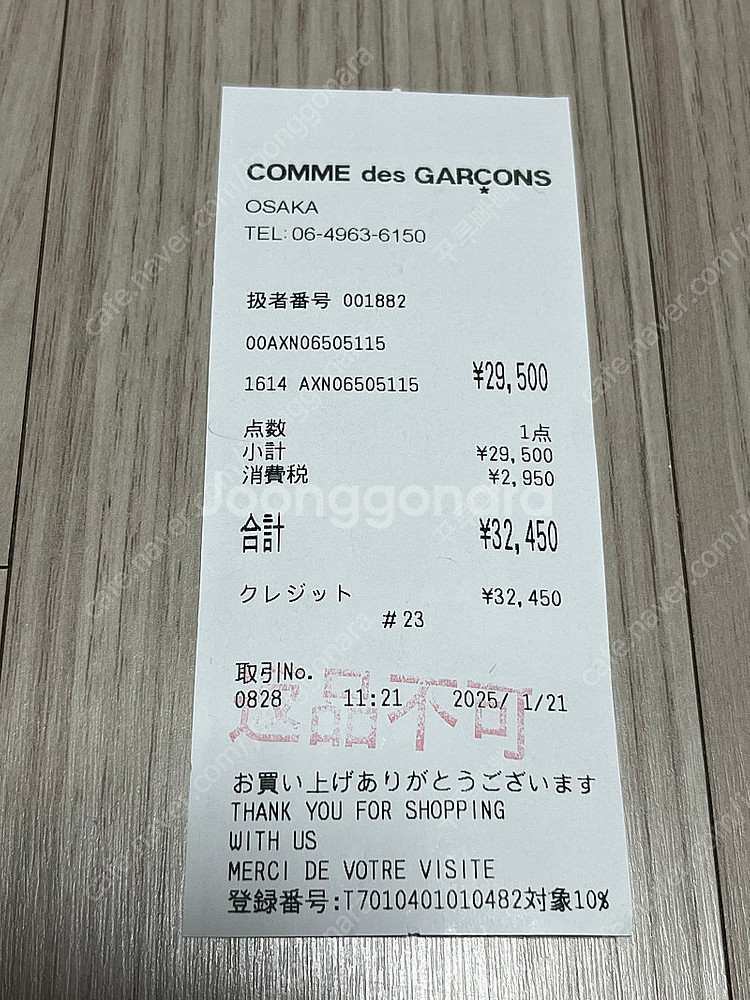 COMME des GARÇONS
*
OSAKA
TEL: 06-4963-6150
扱者番号 001882
00AXN06505115
1614 AXN06505115 ¥29,500
点数 1点
小計 ¥29,500
消費税 ¥2,950
合計 ¥32,450
クレジット ¥32,450
#23
取引No.
0828 11:21 2025/ 1/21
返品不可
お買い上げありがとうございます
THANK YOU FOR SHOPPING
WITH US
MERCI DE VOTRE VISITE
登録番号:T7010401010482対象10%
Joonggonara